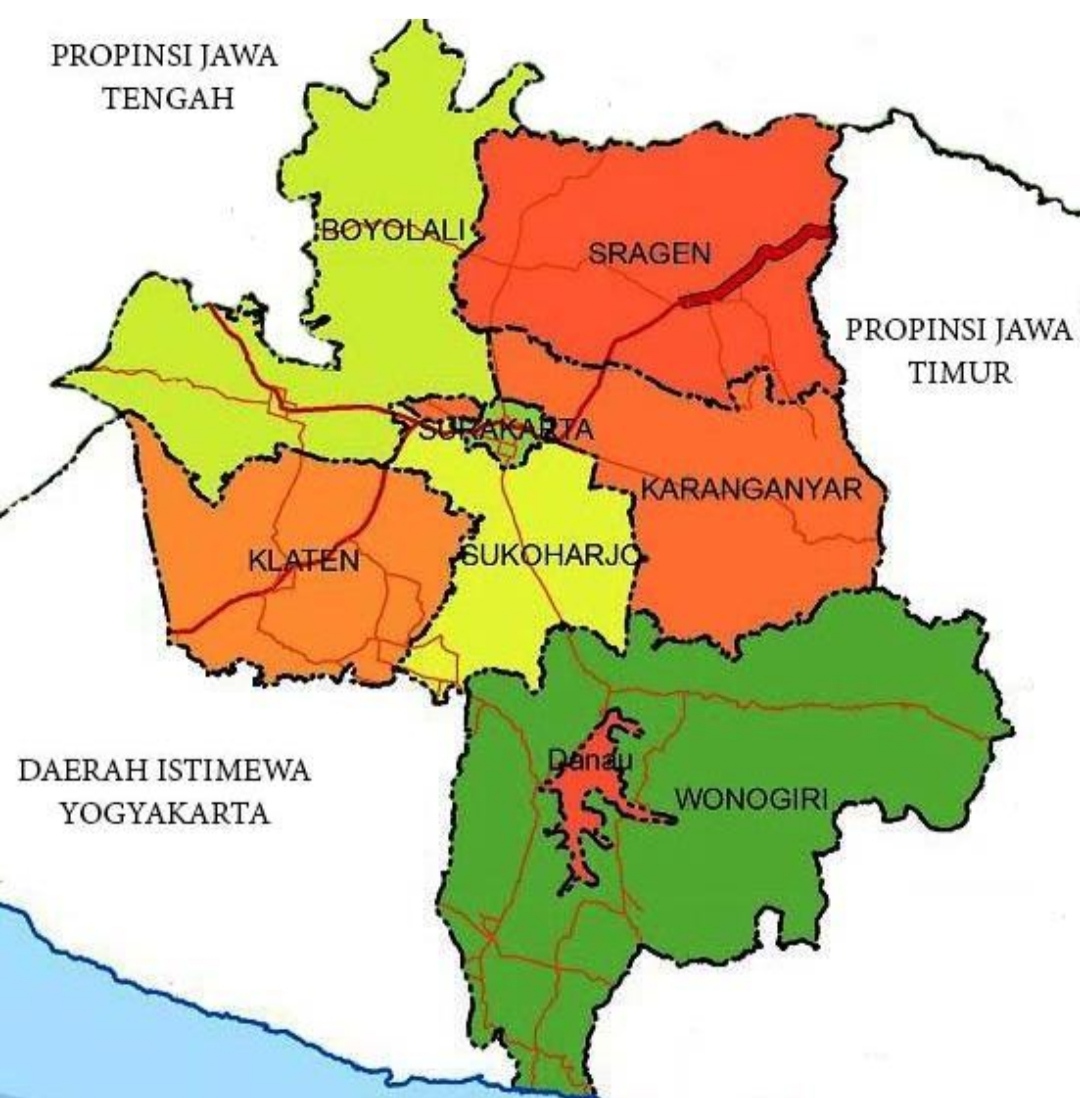 PROPINSI JAWA
TENGAH
BOYOLALI
SRAGEN
PROPINSI JAWA
TIMUR
SURAKARTA
KARANGANYAR
KLATEN
SUKOHARJO
DAERAH ISTIMEWA
YOGYAKARTA
Danau
WONOGIRI